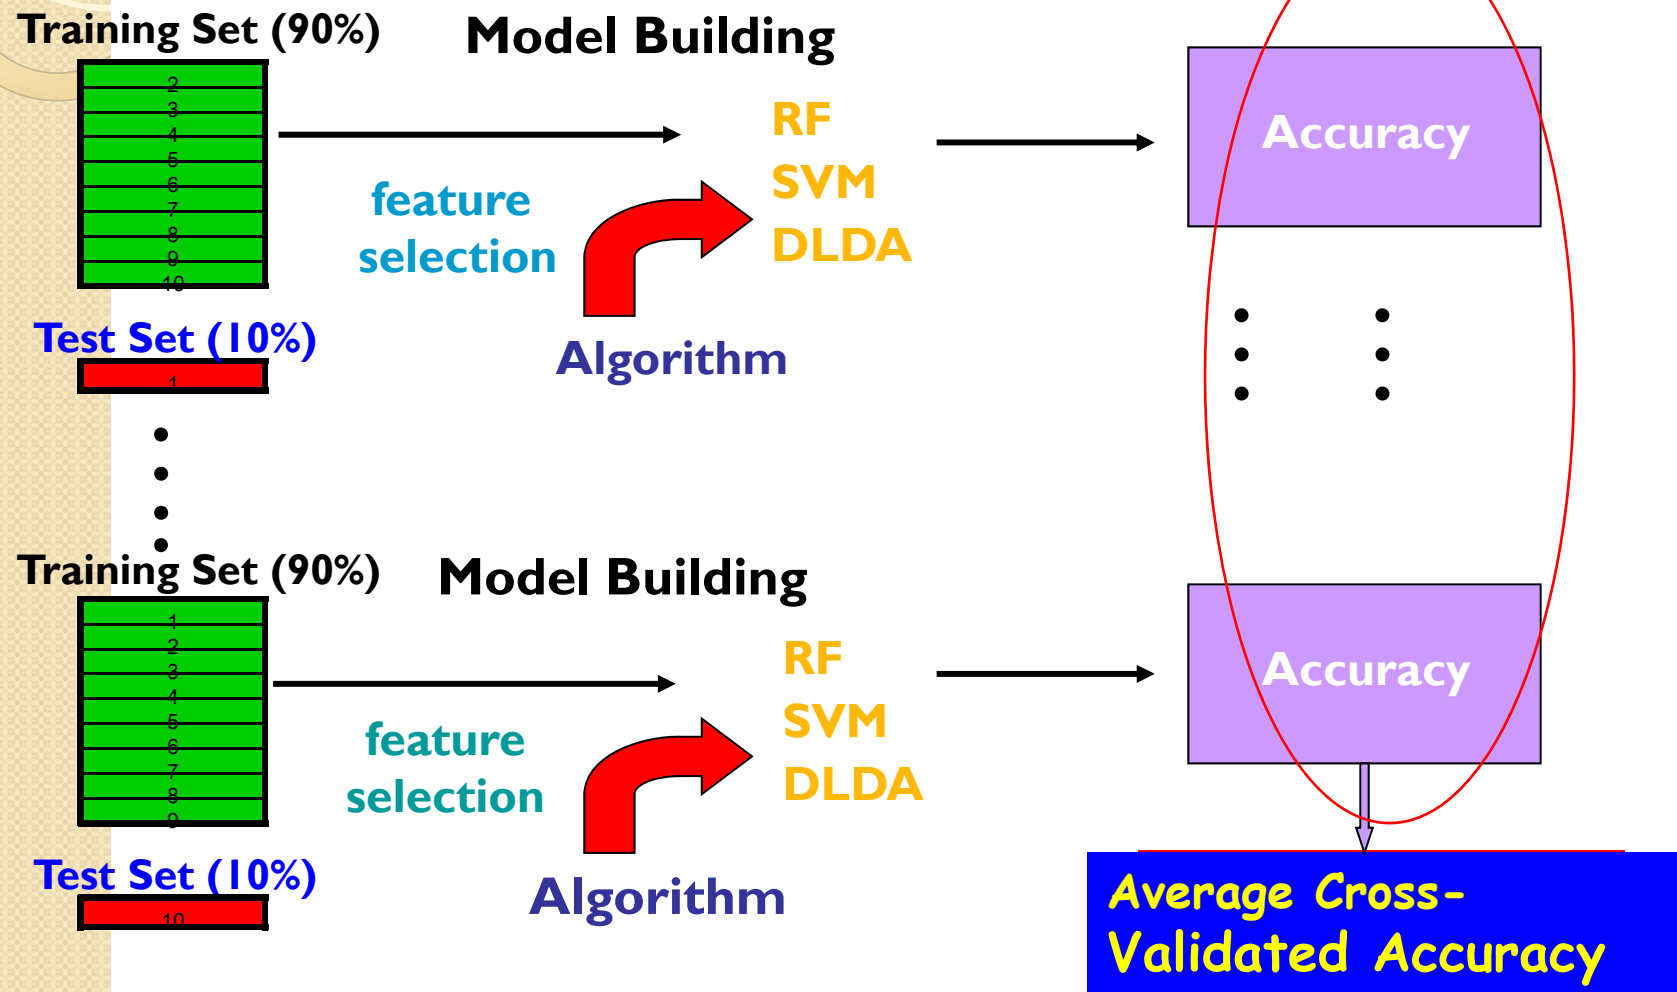 Training Set (90%)
Model Building
2
3
4
5
6
7
8
9
10
RF
SVM
DLDA
Accuracy
feature
selection
Test Set (10%)
1
Algorithm
Training Set (90%)
Model Building
1
2
3
4
5
6
7
8
9
RF
SVM
DLDA
Accuracy
feature
selection
Test Set (10%)
10
Algorithm
Average Cross-
Validated Accuracy